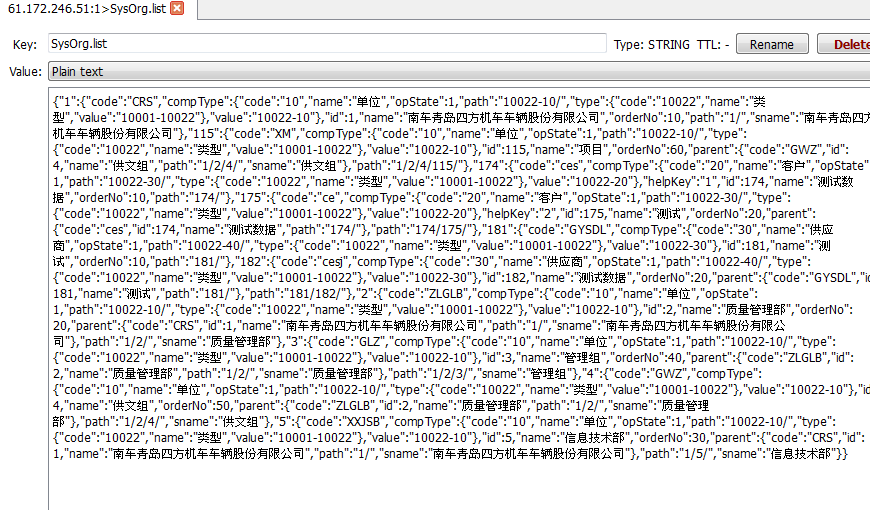 61.172.246.51:1>SysOrg.list
Key: SysOrg.list Type: STRING TTL: - Rename Delete
Value: Plain text
{"1":{"code":"CRS","compType":{"code":"10","name":"单位","opState":1,"path":"10022-10/","type":{"code":"10022","name":"类
型","value":"10001-10022"},"value":"10022-10"},"id":1,"name":"南车青岛四方机车车辆股份有限公司","orderNo":10,"path":"1/","sname":"南车青岛四方
机车车辆股份有限公司"},"115":{"code":"XM","compType":{"code":"10","name":"单位","opState":1,"path":"10022-10/","type":
{"code":"10022","name":"类型","value":"10001-10022"},"value":"10022-10"},"id":115,"name":"项目","orderNo":60,"parent":{"code":"GWZ","id":
4,"name":"供文组","path":"1/2/4/","sname":"供文组"},"path":"1/2/4/115/"},"174":{"code":"ces","compType":{"code":"20","name":"客户","opState":
1,"path":"10022-30/","type":{"code":"10022","name":"类型","value":"10001-10022"},"value":"10022-20"},"helpKey":"1","id":174,"name":"测试数
据","orderNo":10,"path":"174/"},"175":{"code":"ce","compType":{"code":"20","name":"客户","opState":1,"path":"10022-30/","type":
{"code":"10022","name":"类型","value":"10001-10022"},"value":"10022-20"},"helpKey":"2","id":175,"name":"测试","orderNo":20,"parent":
{"code":"ces","id":174,"name":"测试数据","path":"174/"},"path":"174/175/"},"181":{"code":"GYSDL","compType":{"code":"30","name":"供应
商","opState":1,"path":"10022-40/","type":{"code":"10022","name":"类型","value":"10001-10022"},"value":"10022-30"},"id":181,"name":"测
试","orderNo":10,"path":"181/"},"182":{"code":"cesj","compType":{"code":"30","name":"供应商","opState":1,"path":"10022-40/","type":
{"code":"10022","name":"类型","value":"10001-10022"},"value":"10022-30"},"id":182,"name":"测试数据","orderNo":20,"parent":{"code":"GYSDL","id":
181,"name":"测试","path":"181/"},"path":"181/182/"},"2":{"code":"ZLGLB","compType":{"code":"10","name":"单位","opState":
1,"path":"10022-10/","type":{"code":"10022","name":"类型","value":"10001-10022"},"value":"10022-10"},"id":2,"name":"质量管理部","orderNo":
20,"parent":{"code":"CRS","id":1,"name":"南车青岛四方机车车辆股份有限公司","path":"1/","sname":"南车青岛四方机车车辆股份有限公
司"},"path":"1/2/","sname":"质量管理部"},"3":{"code":"GLZ","compType":{"code":"10","name":"单位","opState":1,"path":"10022-10/","type":
{"code":"10022","name":"类型","value":"10001-10022"},"value":"10022-10"},"id":3,"name":"管理组","orderNo":40,"parent":{"code":"ZLGLB","id":
2,"name":"质量管理部","path":"1/2/","sname":"质量管理部"},"path":"1/2/3/","sname":"管理组"},"4":{"code":"GWZ","compType":
{"code":"10","name":"单位","opState":1,"path":"10022-10/","type":{"code":"10022","name":"类型","value":"10001-10022"},"value":"10022-10"},"id":
4,"name":"供文组","orderNo":50,"parent":{"code":"ZLGLB","id":2,"name":"质量管理部","path":"1/2/","sname":"质量管理
部"},"path":"1/2/4/","sname":"供文组"},"5":{"code":"XXJSB","compType":{"code":"10","name":"单位","opState":1,"path":"10022-10/","type":
{"code":"10022","name":"类型","value":"10001-10022"},"value":"10022-10"},"id":5,"name":"信息技术部","orderNo":30,"parent":{"code":"CRS","id":
1,"name":"南车青岛四方机车车辆股份有限公司","path":"1/","sname":"南车青岛四方机车车辆股份有限公司"},"path":"1/5/","sname":"信息技术部"}}